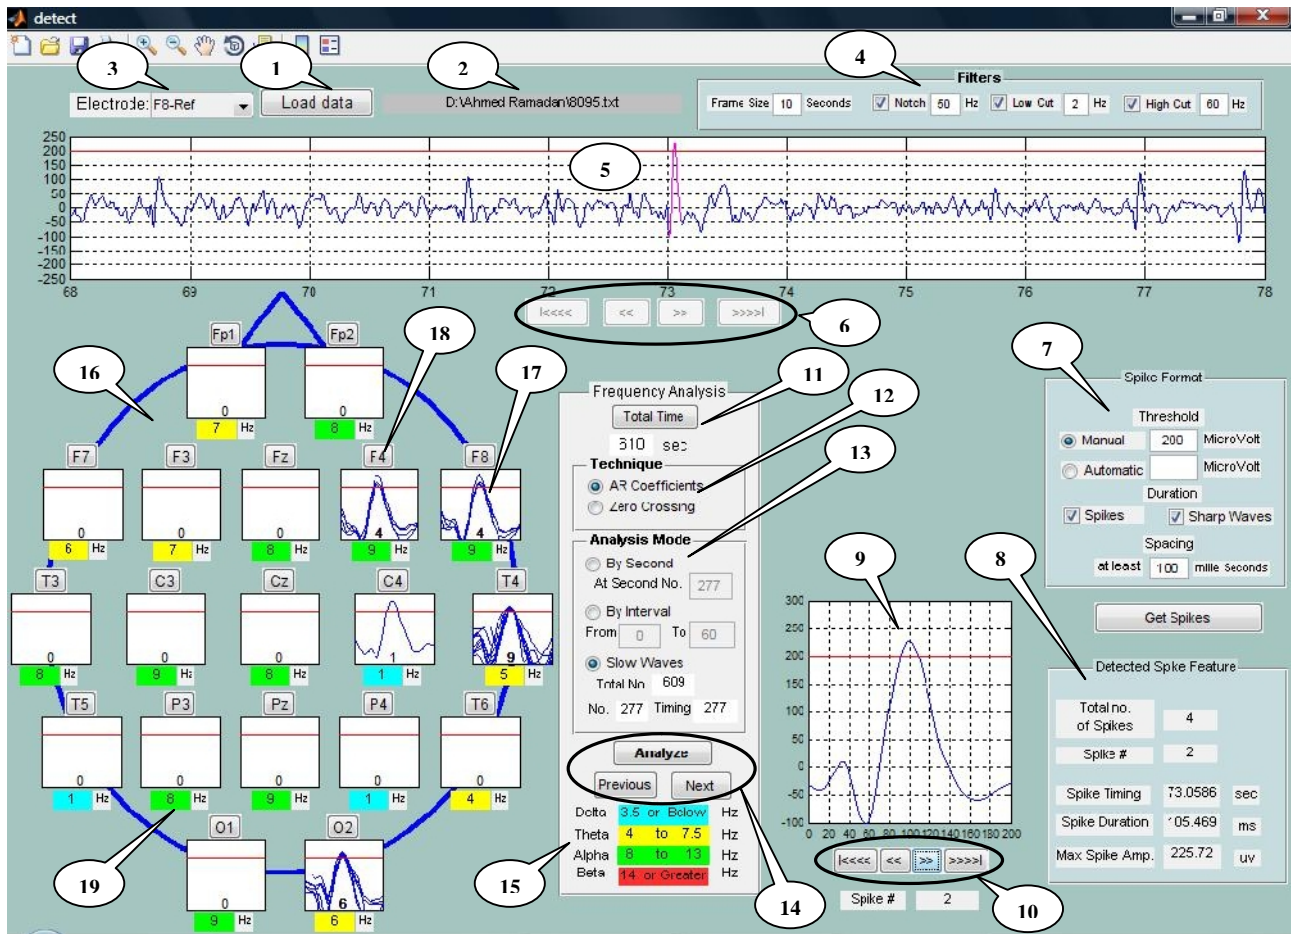 detect
3
1
2
4
Electrode: F8-Ref
Load data
D:\Ahmed Ramadan\8095.txt
Filters
Frame Size 10 Seconds
Notch 50 Hz
Low Cut 2 Hz
High Cut 60 Hz
250
200
150
100
50
0
-50
-100
-150
-200
-250
5
68 69 70 71 72 73 74 75 76 77 78
|<<<< << >> >>>>|
6
16
18
17
Fp1 Fp2
0 0
7 Hz 8 Hz
F7 F3 Fz F4 F8
0 0 0 4 4
6 Hz 7 Hz 8 Hz 9 Hz 9 Hz
T3 C3 Cz C4 T4
0 0 0 1 9
8 Hz 9 Hz 8 Hz 1 Hz 5 Hz
T5 P3 Pz P4 T6
0 0 0 0 0
1 Hz 8 Hz 9 Hz 1 Hz 4 Hz
O1 O2
0 6
9 Hz 6 Hz
19
11
12
13
Frequency Analysis
Total Time
610 sec
Technique
AR Coefficients
Zero Crossing
Analysis Mode
By Second
At Second No. 277
By Interval
From 0 To 60
Slow Waves
Total No 609
No. 277 Timing 277
Analyze
Previous Next
Delta 3.5 or Below Hz
Theta 4 to 7.5 Hz
Alpha 8 to 13 Hz
Beta 14 or Greater Hz
15
14
9
300
250
200
150
100
50
0
-50
-100
0 20 40 60 80 100 120 140 160 180 200
|<<<< << >> >>>>|
Spike # 2
10
7
Spike Format
Threshold
Manual 200 MicroVolt
Automatic MicroVolt
Duration
Spikes Sharp Waves
Spacing
at least 100 mille Seconds
8
Get Spikes
Detected Spike Feature
Total no. of Spikes 4
Spike # 2
Spike Timing 73.0586 sec
Spike Duration 105.469 ms
Max Spike Amp. 225.72 uv